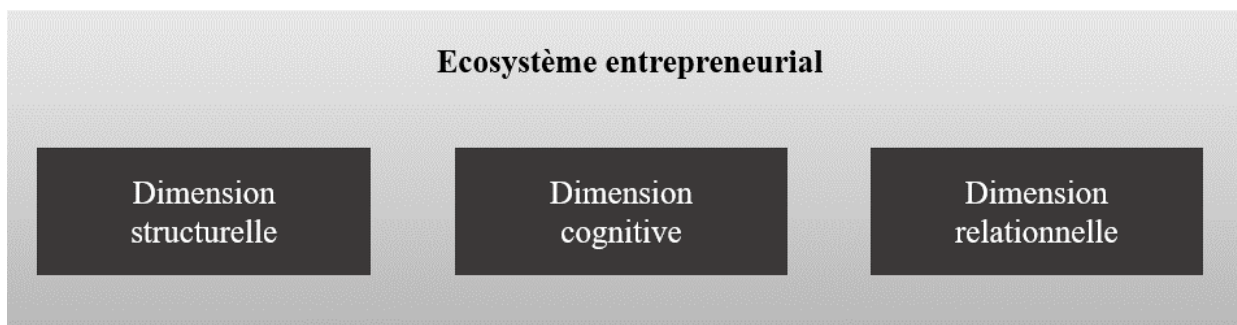 Ecosystème entrepreneurial
Dimension
structurelle
Dimension
cognitive
Dimension
relationnelle